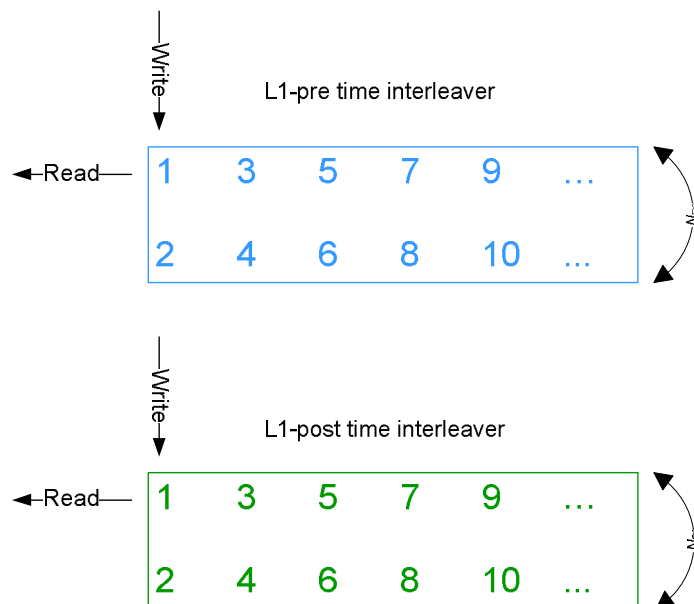 Write
L1-pre time interleaver
Read
1 3 5 7 9 ...
2 4 6 8 10 ...
Write
L1-post time interleaver
Read
1 3 5 7 9 ...
2 4 6 8 10 ...